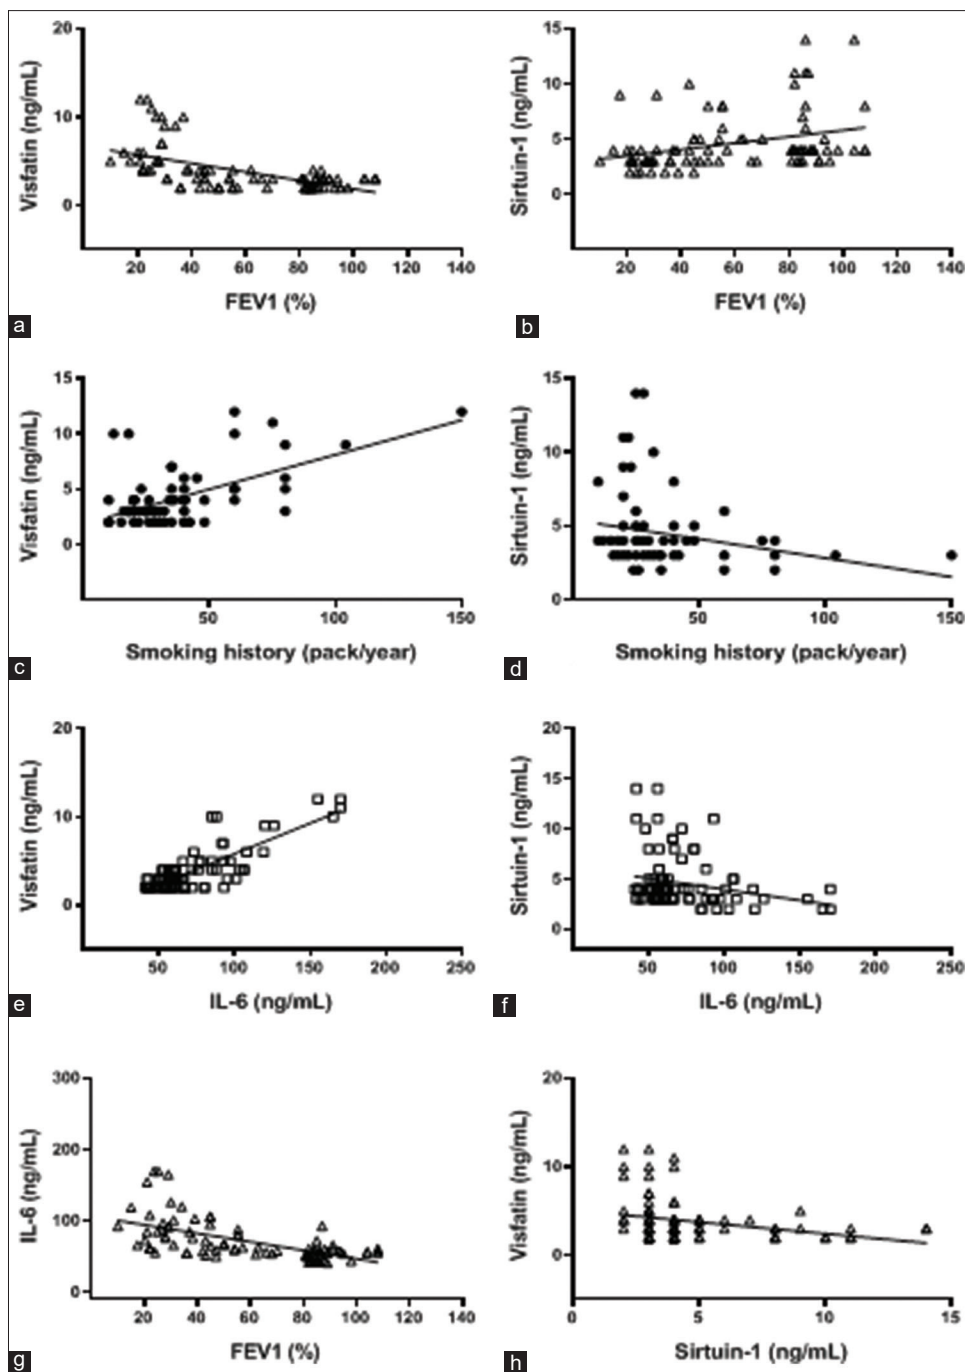 20
10
0
Visfatin (ng/mL)
20 40 60 80 100 120 140
FEV1 (%)
a
15
10
5
0
Sirtuin-1 (ng/mL)
20 40 60 80 100 120 140
FEV1 (%)
b
15
10
5
0
Visfatin (ng/mL)
50 100 150
Smoking history (pack/year)
c
15
10
5
0
Sirtuin-1 (ng/mL)
50 100 150
Smoking history (pack/year)
d
20
10
0
Visfatin (ng/mL)
50 100 150 200 250
IL-6 (ng/mL)
e
20
15
10
5
0
Sirtuin-1 (ng/mL)
50 100 150 200 250
IL-6 (ng/mL)
f
300
200
100
0
IL-6 (ng/mL)
20 40 60 80 100 120 140
FEV1 (%)
g
20
10
0
Visfatin (ng/mL)
0 5 10 15
Sirtuin-1 (ng/mL)
h